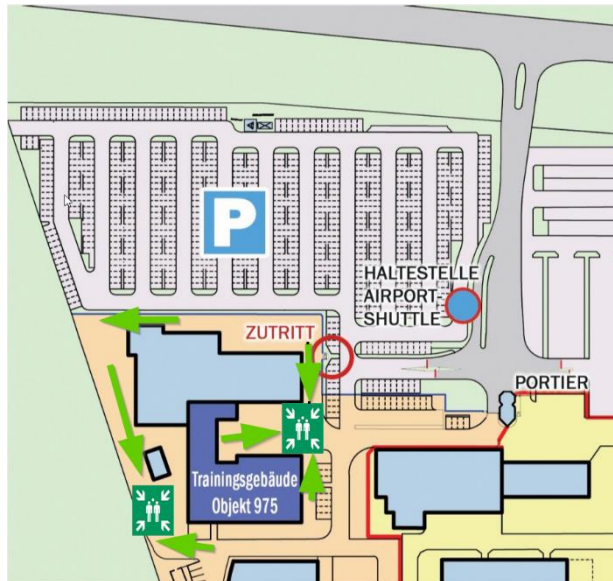 P
HALTESTELLE
AIRPORT-
SHUTTLE
ZUTRITT
PORTIER
Trainingsgebäude
Objekt 975